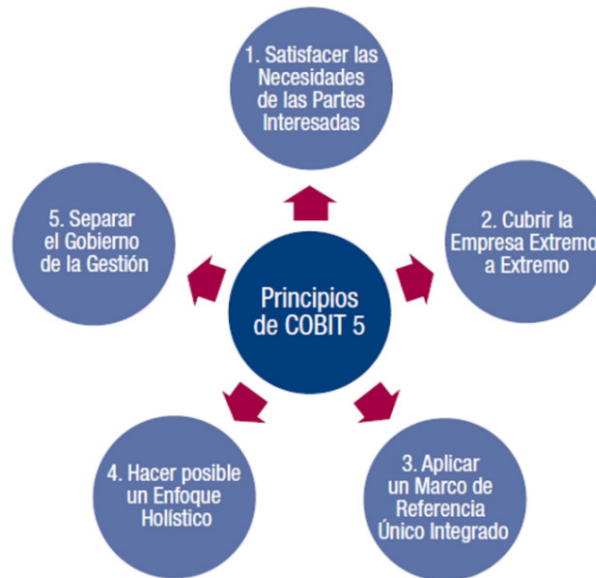 1. Satisfacer las
Necesidades
de las Partes
Interesadas
2. Cubrir la
Empresa Extremo
a Extremo
3. Aplicar
un Marco de
Referencia
Único Integrado
4. Hacer posible
un Enfoque
Holístico
5. Separar
el Gobierno
de la Gestión
Principios
de COBIT 5